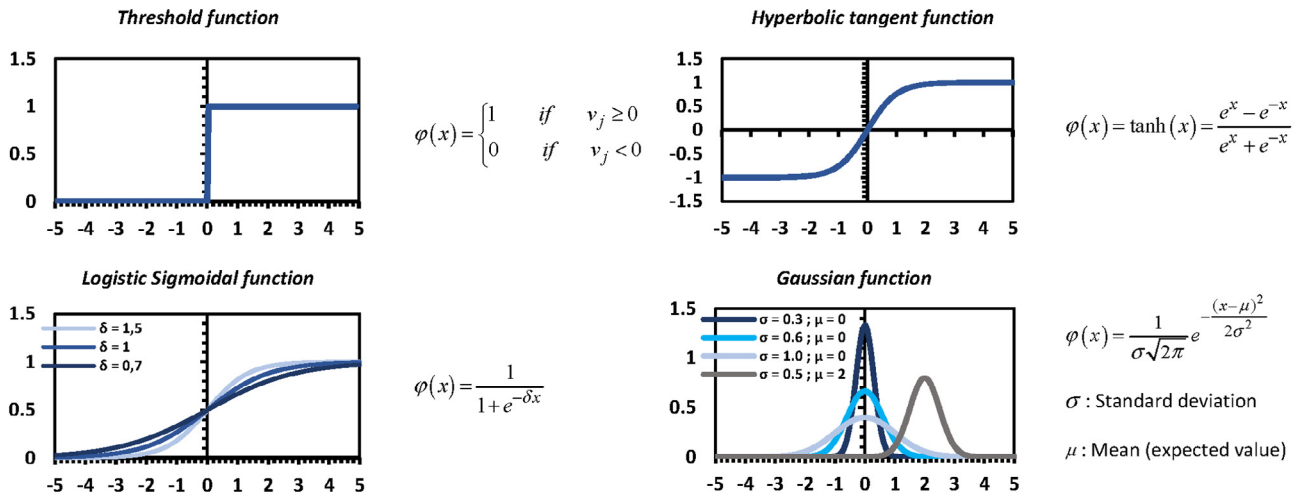 Threshold function
1.5
1
0.5
0
-5 -4 -3 -2 -1 0 1 2 3 4 5
φ(x) = {1 if v_j ≥ 0
0 if v_j < 0
Hyperbolic tangent function
1.5
1
0.5
0
-0.5
-1
-1.5
-5 -4 -3 -2 -1 0 1 2 3 4 5
φ(x) = tanh(x) = (e^x − e^−x)/(e^x + e^−x)
Logistic Sigmoidal function
1.5
1
0.5
0
δ = 1,5
δ = 1
δ = 0,7
-5 -4 -3 -2 -1 0 1 2 3 4 5
φ(x) = 1/(1 + e^−δx)
Gaussian function
1.5
1
0.5
0
σ = 0.3 ; μ = 0
σ = 0.6 ; μ = 0
σ = 1.0 ; μ = 0
σ = 0.5 ; μ = 2
-5 -4 -3 -2 -1 0 1 2 3 4 5
φ(x) = 1/(σ√2π) e^−(x−μ)²/2σ²
σ : Standard deviation
μ : Mean (expected value)